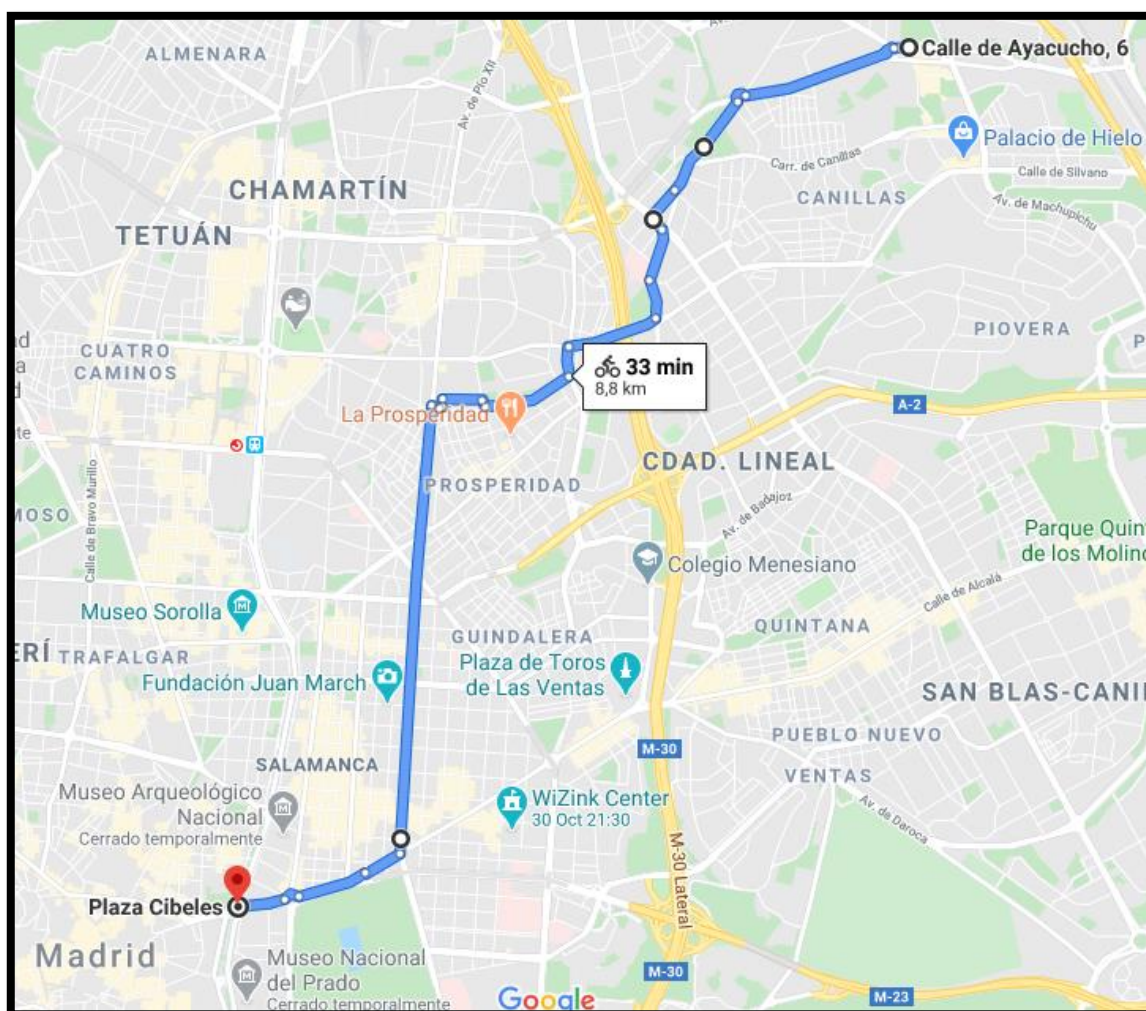 ALMENARA
Av. de Pío XII
Calle de Ayacucho, 6
Palacio de Hielo
Carr. de Canillas
Calle de Silvano
CHAMARTÍN
CANILLAS
Av. de Machupichu
TETUÁN
PIOVERA
CUATRO
CAMINOS
33 min
8,8 km
La Prosperidad
A-2
CDAD. LINEAL
PROSPERIDAD
Av. de Badajoz
MOSO
Calle de Bravo Murillo
Parque Quin
de los Molino
Colegio Menesiano
Calle de Alcalá
Museo Sorolla
GUINDALERA
QUINTANA
ERÍ
TRAFALGAR
Plaza de Toros
de Las Ventas
Fundación Juan March
SAN BLAS-CANI
M-30
PUEBLO NUEVO
SALAMANCA
VENTAS
Museo Arqueológico
Nacional
Cerrado temporalmente
WiZink Center
30 Oct 21:30
Av. de Daroca
M-30 Lateral
Plaza Cibeles
Madrid
Museo Nacional
del Prado
Cerrado temporalmente
M-30
Google
M-23